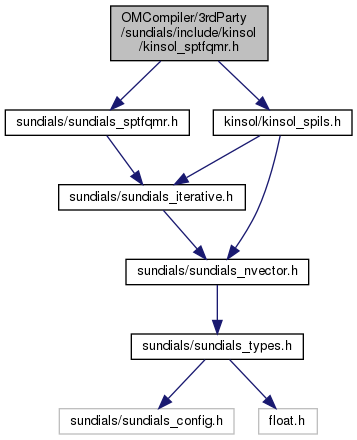 OMCompiler/3rdParty
/sundials/include/kinsol
/kinsol_sptfqmr.h
sundials/sundials_sptfqmr.h
kinsol/kinsol_spils.h
sundials/sundials_iterative.h
sundials/sundials_nvector.h
sundials/sundials_types.h
sundials/sundials_config.h
float.h